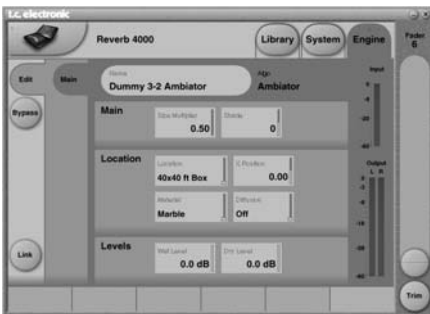 t.c. electronic
Reverb 4000
Library
System
Engine
Fader
6
Edit
Main
Name
Dummy 3-2 Ambiator
Algo
Ambiator
Input
Bypass
Main
Size Multiplier
0.50
0
Location
Location
40x40 ft Box
0.00
Output
L R
Material
Marble
Diffusion
Off
Levels
Wall Level
0.0 dB
Dry Level
0.0 dB
Link
Trim